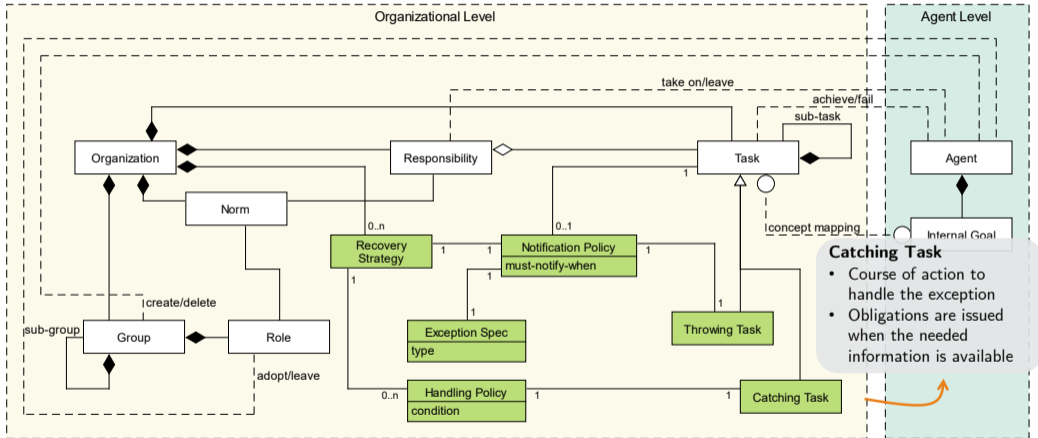 Organizational Level
Agent Level
take on/leave
achieve/fail
sub-task
Organization
Responsibility
Task
Agent
1
Norm
0..n
0..1
concept mapping
Internal Goal
Recovery
Strategy
1
1
Notification Policy
1
must-notify-when
1
1
Catching Task
• Course of action to
handle the exception
• Obligations are issued
when the needed
information is available
create/delete
sub-group
Group
Role
1
1
Exception Spec
type
Throwing Task
adopt/leave
0..n
Handling Policy
condition
1
1
Catching Task